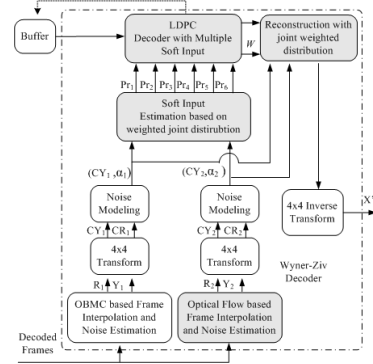 Buffer
LDPC
Decoder with Multiple
Soft Input
W
Reconstruction with
joint weighted
distribution
Pr1 Pr2 Pr3 Pr4 Pr5 Pr6
Soft Input
Estimation based on
weighted joint distirubtion
(CY1 ,α1)
(CY2,α2 )
Noise
Modeling
Noise
Modeling
4x4 Inverse
Transform
X'
CY1 CR1
CY2 CR2
4x4
Transform
4x4
Transform
Wyner-Ziv
Decoder
R1 Y1
R2 Y2
OBMC based Frame
Interpolation and
Noise Estimation
Optical Flow based
Frame Interpolation
and Noise Estimation
Decoded
Frames